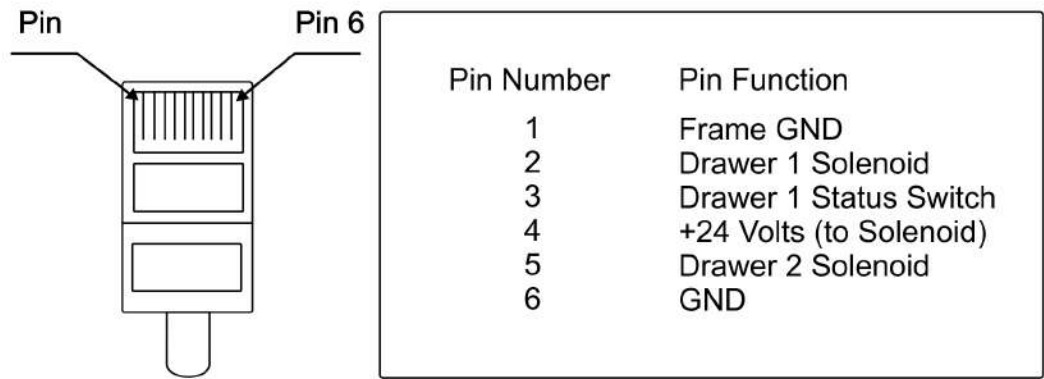 Pin
Pin 6
Pin Number Pin Function
1 Frame GND
2 Drawer 1 Solenoid
3 Drawer 1 Status Switch
4 +24 Volts (to Solenoid)
5 Drawer 2 Solenoid
6 GND